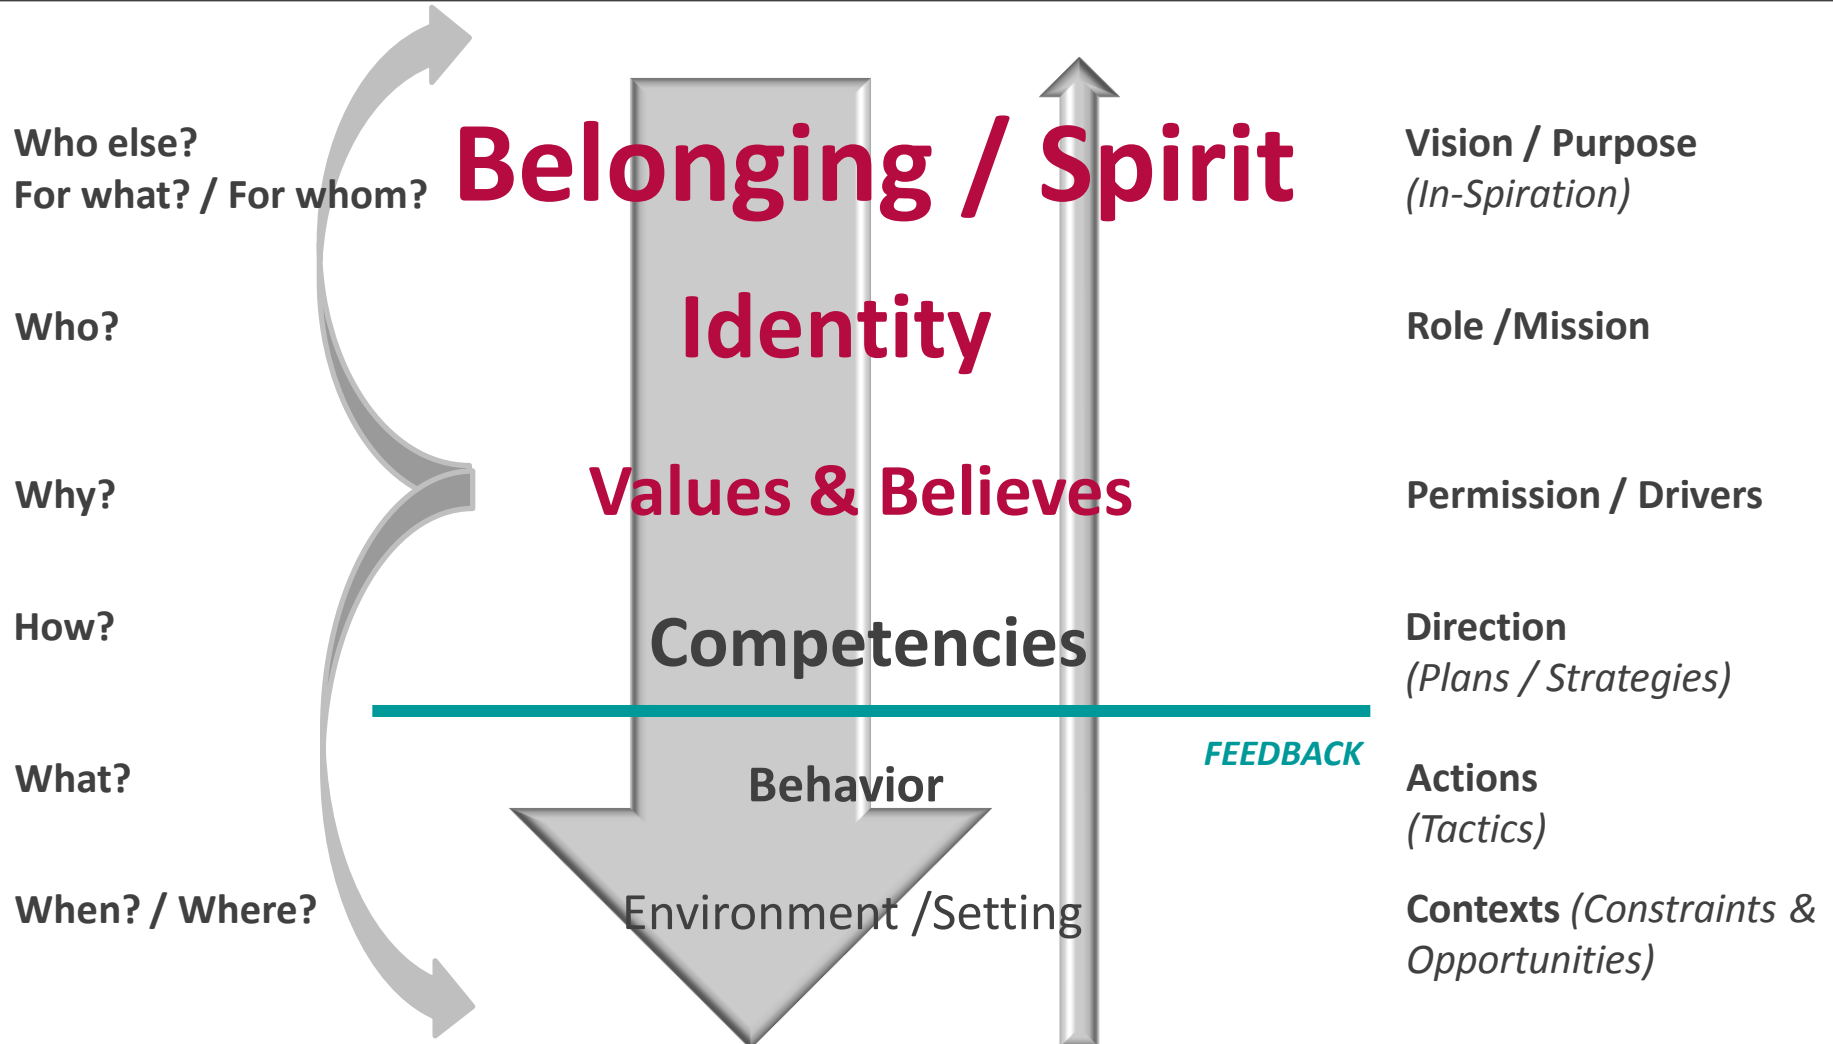 Who else?
For what? / For whom?
Belonging / Spirit
Vision / Purpose
(In-Spiration)
Who?
Identity
Role /Mission
Why?
Values & Believes
Permission / Drivers
How?
Competencies
Direction
(Plans / Strategies)
FEEDBACK
What?
Behavior
Actions
(Tactics)
When? / Where?
Environment /Setting
Contexts (Constraints &
Opportunities)